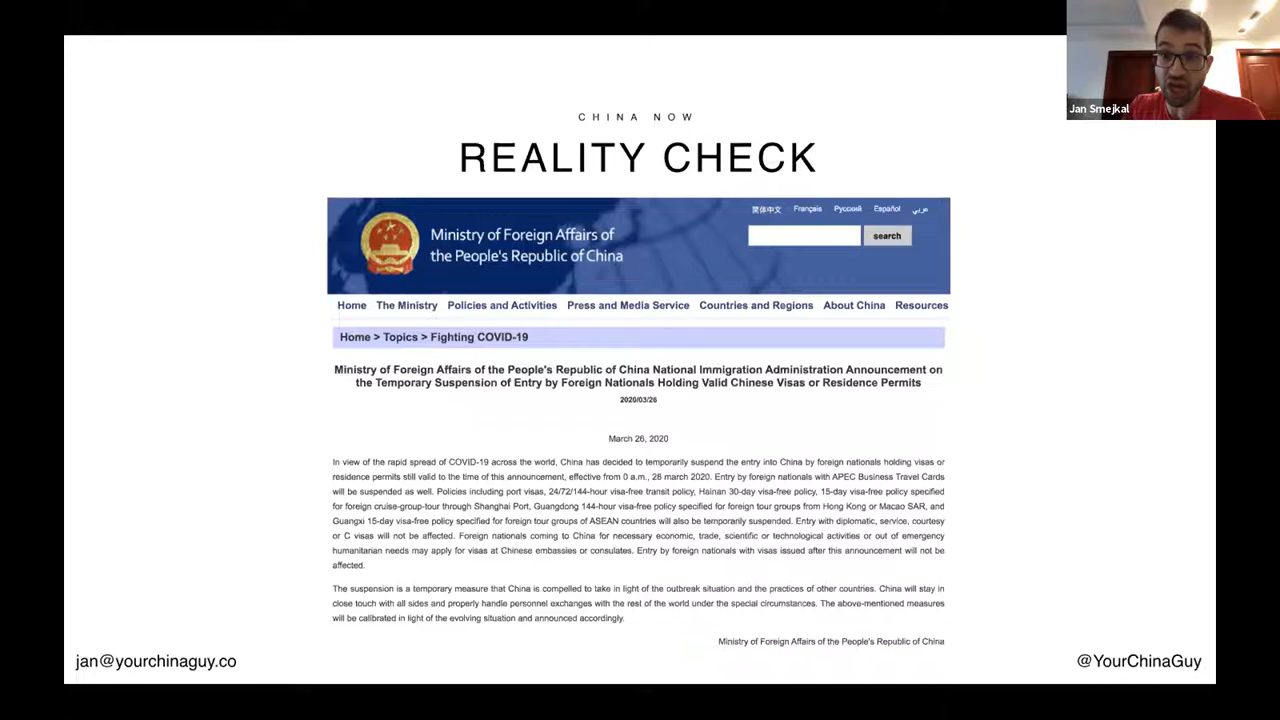 Jan Smejkal
CHINA NOW
REALITY CHECK
简体中文 Français Русский Español عربي
Ministry of Foreign Affairs of
the People's Republic of China
search
Home The Ministry Policies and Activities Press and Media Service Countries and Regions About China Resources
Home > Topics > Fighting COVID-19
Ministry of Foreign Affairs of the People's Republic of China National Immigration Administration Announcement on
the Temporary Suspension of Entry by Foreign Nationals Holding Valid Chinese Visas or Residence Permits
2020/03/26
March 26, 2020
In view of the rapid spread of COVID-19 across the world, China has decided to temporarily suspend the entry into China by foreign nationals holding visas or
residence permits still valid to the time of this announcement, effective from 0 a.m., 28 march 2020. Entry by foreign nationals with APEC Business Travel Cards
will be suspended as well. Policies including port visas, 24/72/144-hour visa-free transit policy, Hainan 30-day visa-free policy, 15-day visa-free policy specified
for foreign cruise-group-tour through Shanghai Port, Guangdong 144-hour visa-free policy specified for foreign tour groups from Hong Kong or Macao SAR, and
Guangxi 15-day visa-free policy specified for foreign tour groups of ASEAN countries will also be temporarily suspended. Entry with diplomatic, service, courtesy
or C visas will not be affected. Foreign nationals coming to China for necessary economic, trade, scientific or technological activities or out of emergency
humanitarian needs may apply for visas at Chinese embassies or consulates. Entry by foreign nationals with visas issued after this announcement will not be
affected.
The suspension is a temporary measure that China is compelled to take in light of the outbreak situation and the practices of other countries. China will stay in
close touch with all sides and properly handle personnel exchanges with the rest of the world under the special circumstances. The above-mentioned measures
will be calibrated in light of the evolving situation and announced accordingly.
Ministry of Foreign Affairs of the People's Republic of China
jan@yourchinaguy.co
@YourChinaGuy